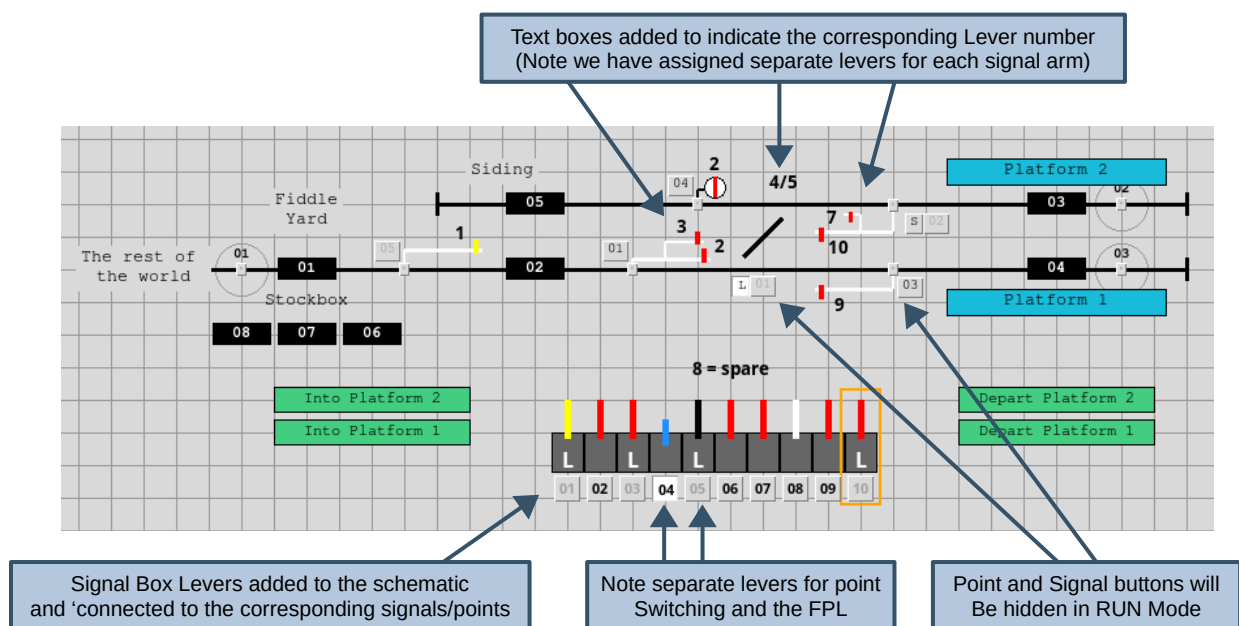 Text boxes added to indicate the corresponding Lever number
(Note we have assigned separate levers for each signal arm)
Siding
2
Platform 2
04
4/5
02
Fiddle
Yard
05
3
7
S 02
03
1
10
The rest of
the world
01
01
05
02
01
2
04
03
L 01
03
Stockbox
9
Platform 1
08 07 06
8 = spare
Into Platform 2
Depart Platform 2
Into Platform 1
Depart Platform 1
L L L L
01 02 03 04 05 06 07 08 09 10
Signal Box Levers added to the schematic
and ‘connected to the corresponding signals/points
Note separate levers for point
Switching and the FPL
Point and Signal buttons will
Be hidden in RUN Mode